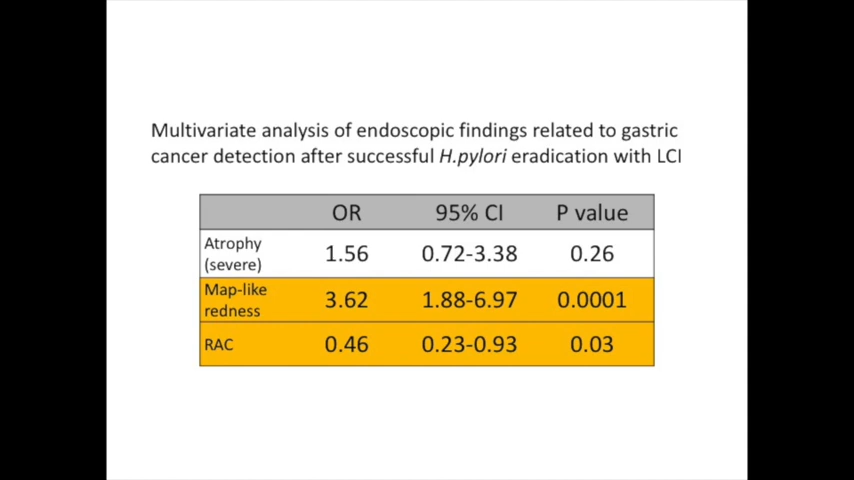 Multivariate analysis of endoscopic findings related to gastric
cancer detection after successful H.pylori eradication with LCI
OR 95% CI P value
Atrophy (severe) 1.56 0.72-3.38 0.26
Map-like redness 3.62 1.88-6.97 0.0001
RAC 0.46 0.23-0.93 0.03